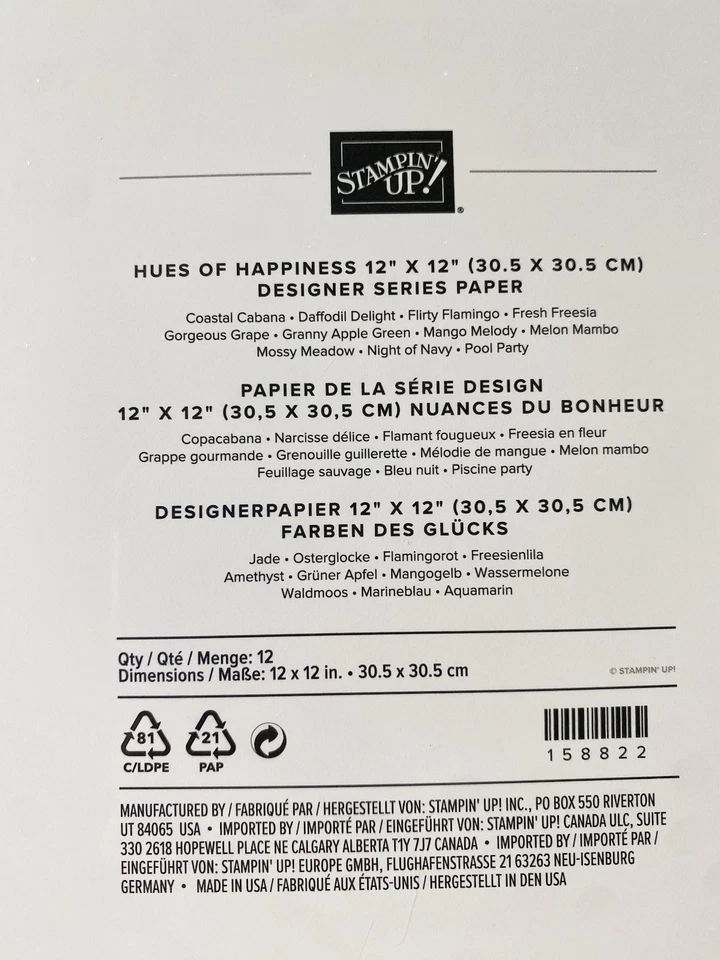 STAMPIN' UP!®
HUES OF HAPPINESS 12" X 12" (30.5 X 30.5 CM)
DESIGNER SERIES PAPER
Coastal Cabana • Daffodil Delight • Flirty Flamingo • Fresh Freesia
Gorgeous Grape • Granny Apple Green • Mango Melody • Melon Mambo
Mossy Meadow • Night of Navy • Pool Party
PAPIER DE LA SÉRIE DESIGN
12" X 12" (30,5 X 30,5 CM) NUANCES DU BONHEUR
Copacabana • Narcisse délice • Flamant fougueux • Freesia en fleur
Grappe gourmande • Grenouille guillerette • Mélodie de mangue • Melon mambo
Feuillage sauvage • Bleu nuit • Piscine party
DESIGNERPAPIER 12" X 12" (30,5 X 30,5 CM)
FARBEN DES GLÜCKS
Jade • Osterglocke • Flamingorot • Freesienlila
Amethyst • Grüner Apfel • Mangogelb • Wassermelone
Waldmoos • Marineblau • Aquamarin
Qty / Qté / Menge: 12
Dimensions / Maße: 12 x 12 in. • 30.5 x 30.5 cm
© STAMPIN' UP!
81 21
C/LDPE PAP
158822
MANUFACTURED BY / FABRIQUÉ PAR / HERGESTELLT VON: STAMPIN' UP! INC., PO BOX 550 RIVERTON
UT 84065 USA • IMPORTED BY / IMPORTÉ PAR / EINGEFÜHRT VON: STAMPIN' UP! CANADA ULC, SUITE
330 2618 HOPEWELL PLACE NE CALGARY ALBERTA T1Y 7J7 CANADA • IMPORTED BY / IMPORTÉ PAR /
EINGEFÜHRT VON: STAMPIN' UP! EUROPE GMBH, FLUGHAFENSTRASSE 21 63263 NEU-ISENBURG
GERMANY • MADE IN USA / FABRIQUÉ AUX ÉTATS-UNIS / HERGESTELLT IN DEN USA